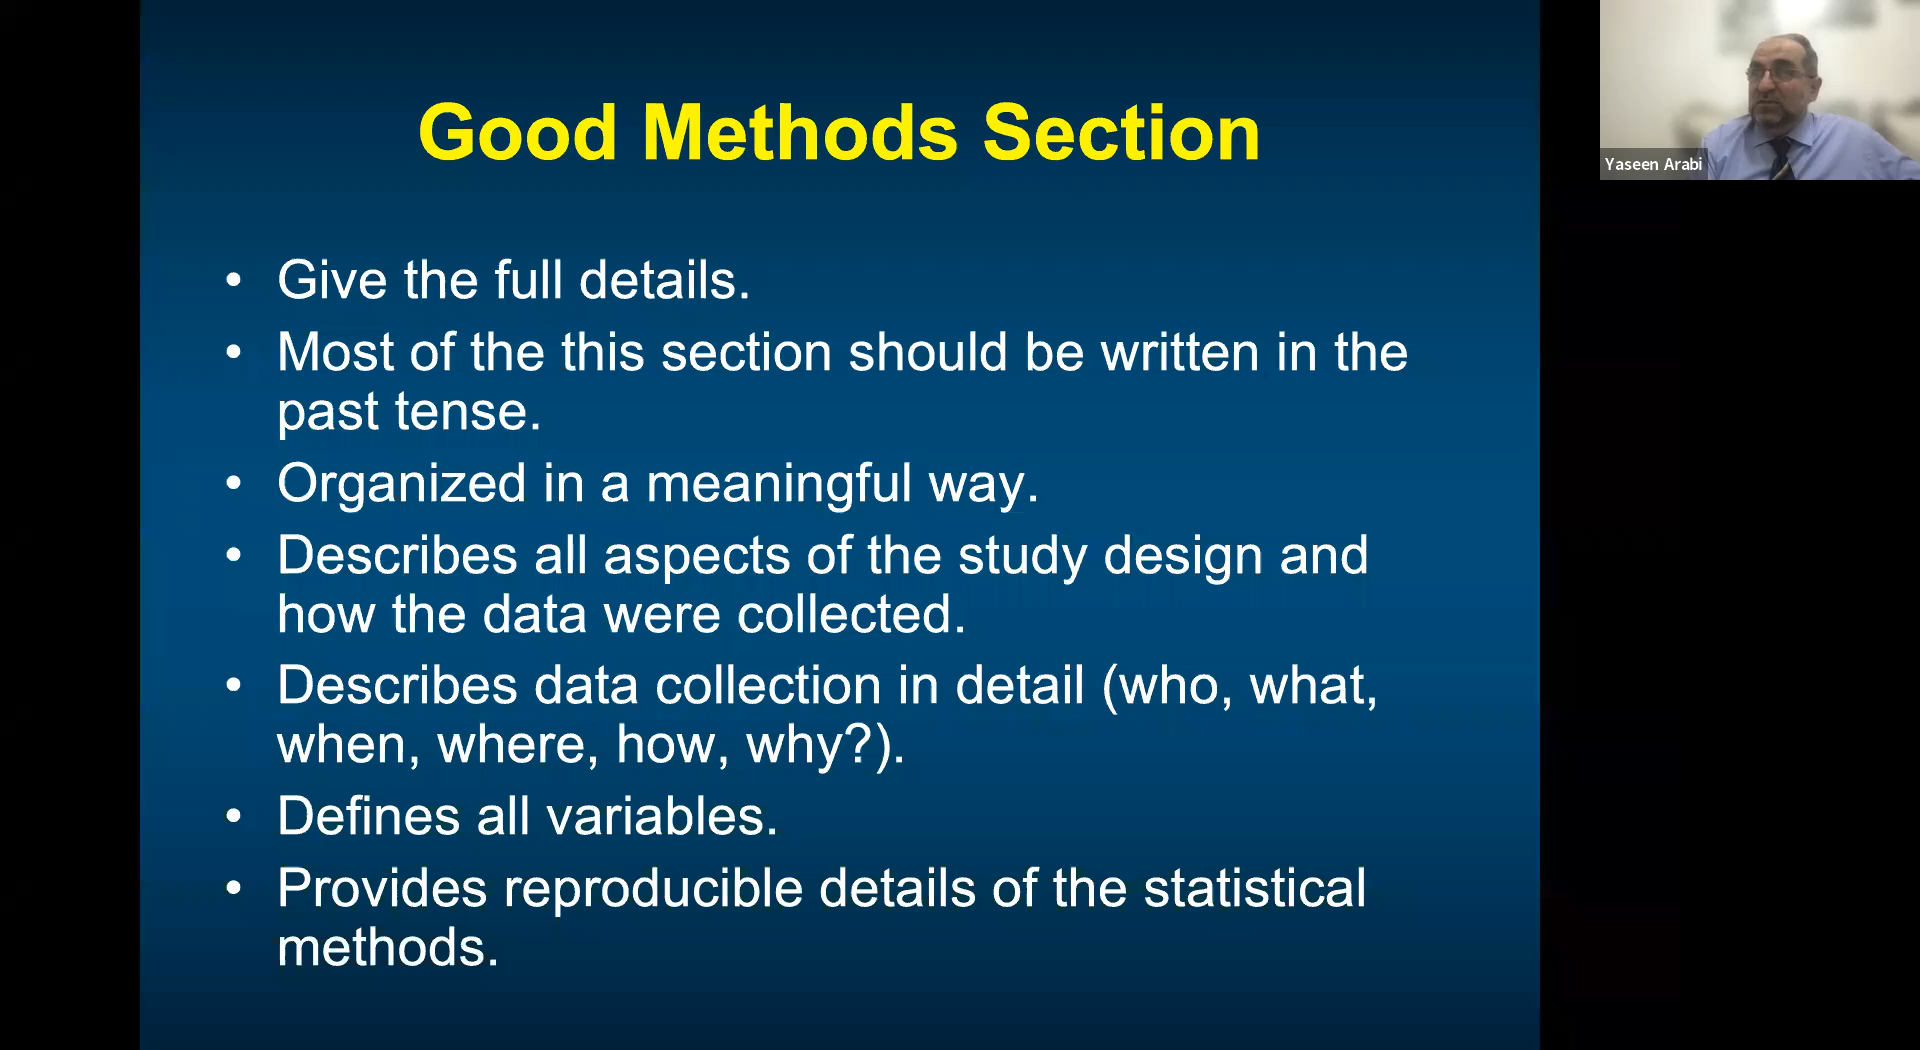 Good Methods Section
• Give the full details.
• Most of the this section should be written in the
past tense.
• Organized in a meaningful way.
• Describes all aspects of the study design and
how the data were collected.
• Describes data collection in detail (who, what,
when, where, how, why?).
• Defines all variables.
• Provides reproducible details of the statistical
methods.
Yaseen Arabi